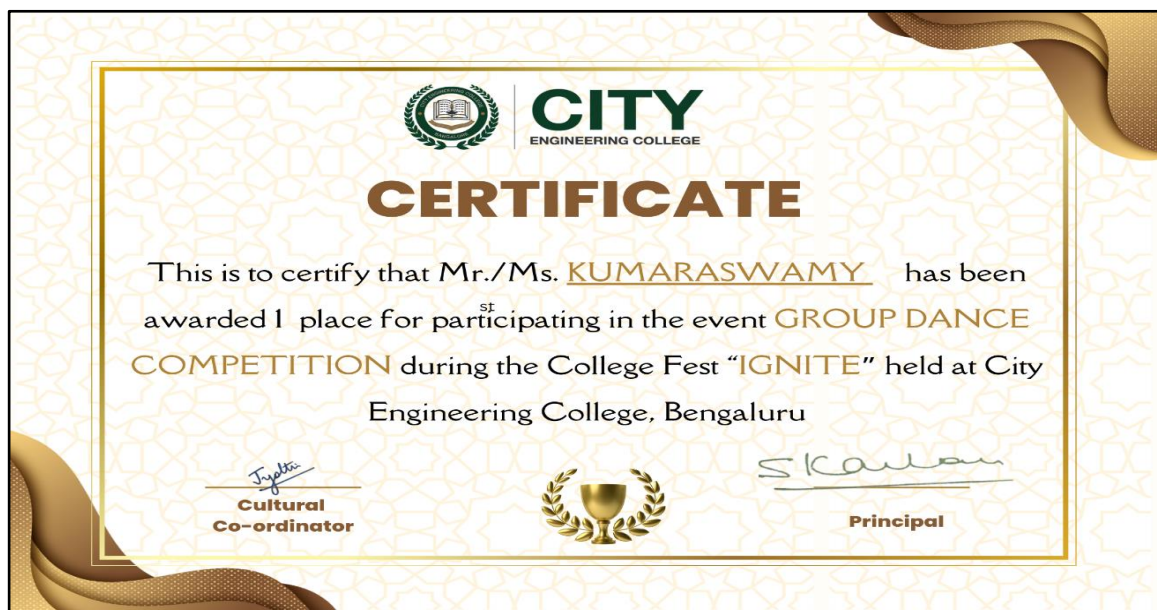 CITY
ENGINEERING COLLEGE
CERTIFICATE
This is to certify that Mr./Ms. KUMARASWAMY has been
awarded 1st place for participating in the event GROUP DANCE
COMPETITION during the College Fest “IGNITE” held at City
Engineering College, Bengaluru
Jyothi
Cultural
Co-ordinator
Principal